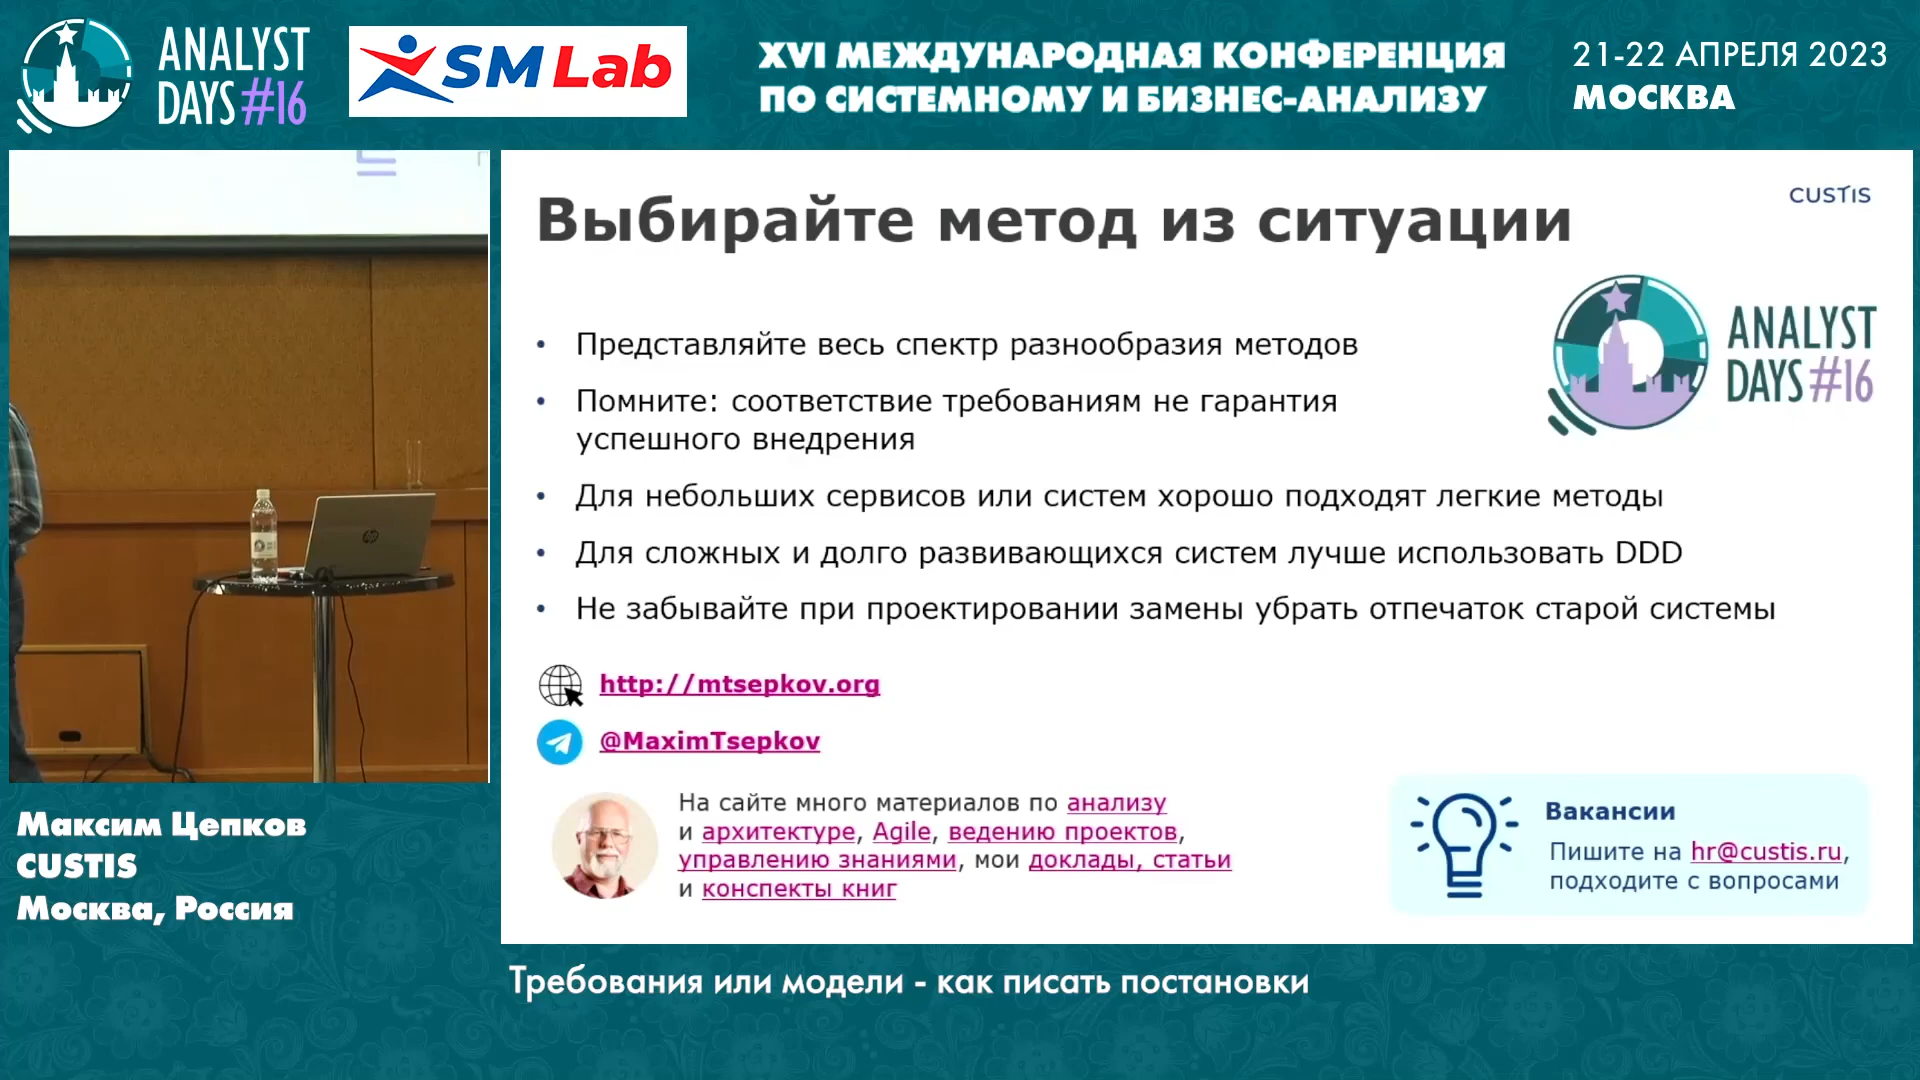 ANALYST
DAYS #16
SM Lab
XVI МЕЖДУНАРОДНАЯ КОНФЕРЕНЦИЯ
ПО СИСТЕМНОМУ И БИЗНЕС-АНАЛИЗУ
21-22 АПРЕЛЯ 2023
МОСКВА
CUSTIS
Выбирайте метод из ситуации
ANALYST
DAYS #16
• Представляйте весь спектр разнообразия методов
• Помните: соответствие требованиям не гарантия
успешного внедрения
• Для небольших сервисов или систем хорошо подходят легкие методы
• Для сложных и долго развивающихся систем лучше использовать DDD
• Не забывайте при проектировании замены убрать отпечаток старой системы
http://mtsepkov.org
@MaximTsepkov
На сайте много материалов по анализу
и архитектуре, Agile, ведению проектов,
управлению знаниями, мои доклады, статьи
и конспекты книг
Вакансии
Пишите на hr@custis.ru,
подходите с вопросами
hp
Максим Цепков
CUSTIS
Москва, Россия
Требования или модели - как писать постановки